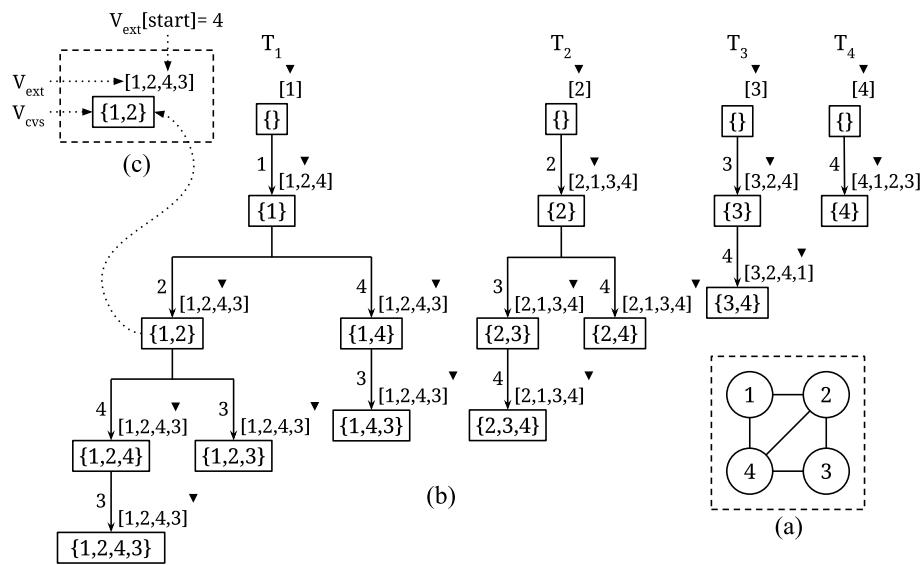 V_ext[start]= 4
V_ext [1,2,4,3]
V_cvs {1,2}
(c)
T_1 T_2 T_3 T_4
▼ ▼ ▼ ▼
[1] [2] [3] [4]
{} {} {} {}
1 ▼ 2 ▼ 3 ▼ 4 ▼
[1,2,4] [2,1,3,4] [3,2,4] [4,1,2,3]
{1} {2} {3} {4}
4 ▼
[3,2,4,1]
{3,4}
2 ▼ 4 ▼ 3 ▼ 4 ▼
[1,2,4,3] [1,2,4,3] [2,1,3,4] [2,1,3,4]
{1,2} {1,4} {2,3} {2,4}
3 ▼ 4 ▼
[1,2,4,3] [2,1,3,4]
{1,4,3} {2,3,4}
4 ▼ 3 ▼
[1,2,4,3] [1,2,4,3]
{1,2,4} {1,2,3}
3 ▼
[1,2,4,3]
{1,2,4,3}
(b)
1 2
4 3
(a)